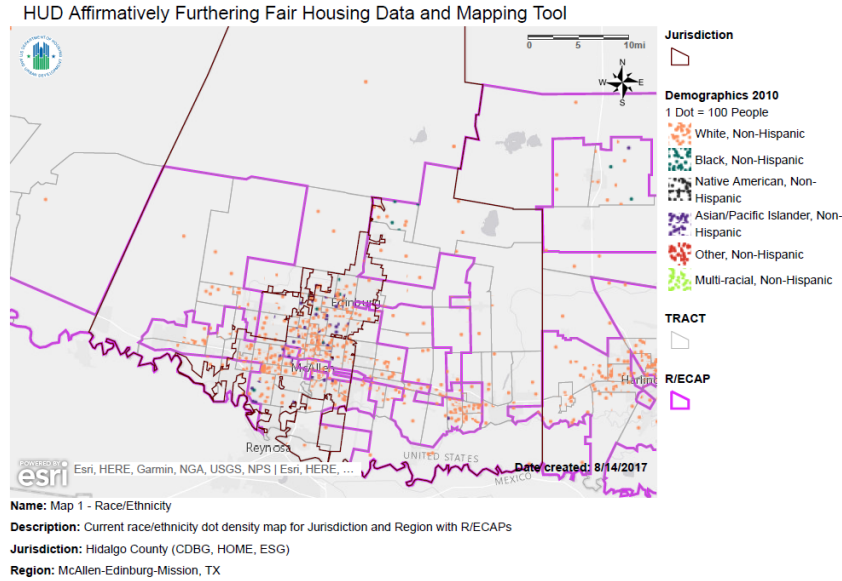 HUD Affirmatively Furthering Fair Housing Data and Mapping Tool
0 5 10mi
N
W E
S
Edinburg
McAllen
Reynosa
UNITED STATES
MEXICO
POWERED BY
esri
Esri, HERE, Garmin, NGA, USGS, NPS | Esri, HERE, …
Date created: 8/14/2017
Jurisdiction
Demographics 2010
1 Dot = 100 People
White, Non-Hispanic
Black, Non-Hispanic
Native American, Non-
Hispanic
Asian/Pacific Islander, Non-
Hispanic
Other, Non-Hispanic
Multi-racial, Non-Hispanic
TRACT
R/ECAP
Name: Map 1 - Race/Ethnicity
Description: Current race/ethnicity dot density map for Jurisdiction and Region with R/ECAPs
Jurisdiction: Hidalgo County (CDBG, HOME, ESG)
Region: McAllen-Edinburg-Mission, TX